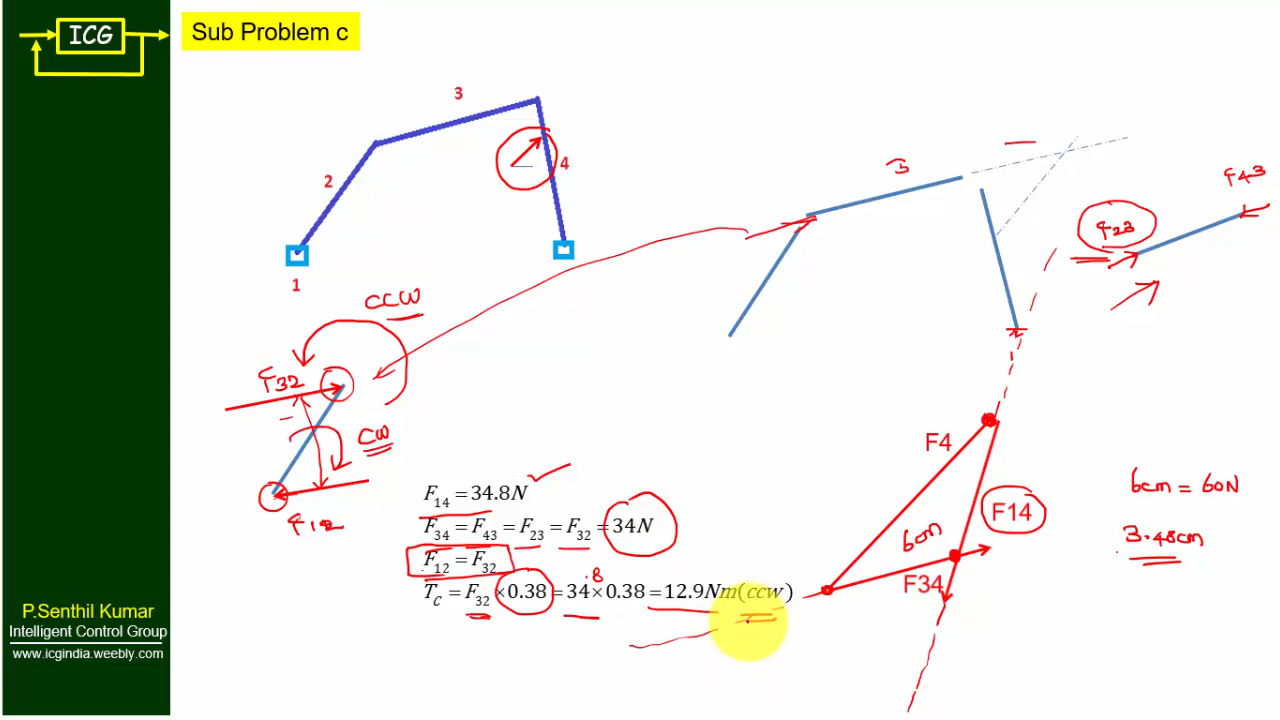 ICG
Sub Problem c
3
2
4
1
3
F43
F23
CCW
F32
CW
F12
F4
F14
6cm
F34
6cm = 60N
3.48cm
F14 = 34.8N
F34 = F43 = F23 = F32 = 34N
F12 = F32
.8
TC = F32 × 0.38 = 34 × 0.38 = 12.9Nm(ccw)
P.Senthil Kumar
Intelligent Control Group
www.icgindia.weebly.com